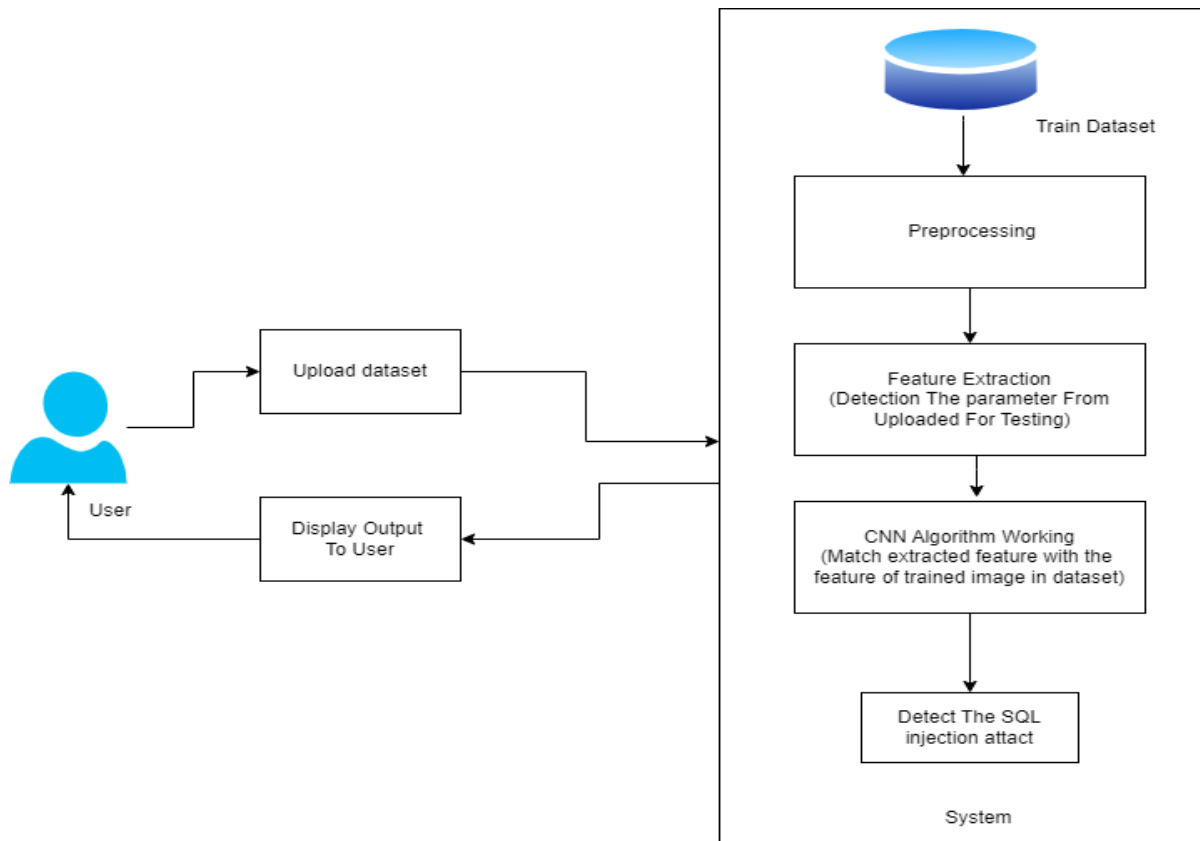 Train Dataset
Preprocessing
Upload dataset
Feature Extraction
(Detection The parameter From
Uploaded For Testing)
User
Display Output
To User
CNN Algorithm Working
(Match extracted feature with the
feature of trained image in dataset)
Detect The SQL
injection attact
System